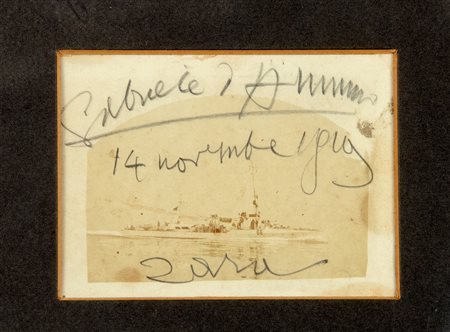 Gabriele d'Annunzio
14 novembre 1919
Zara